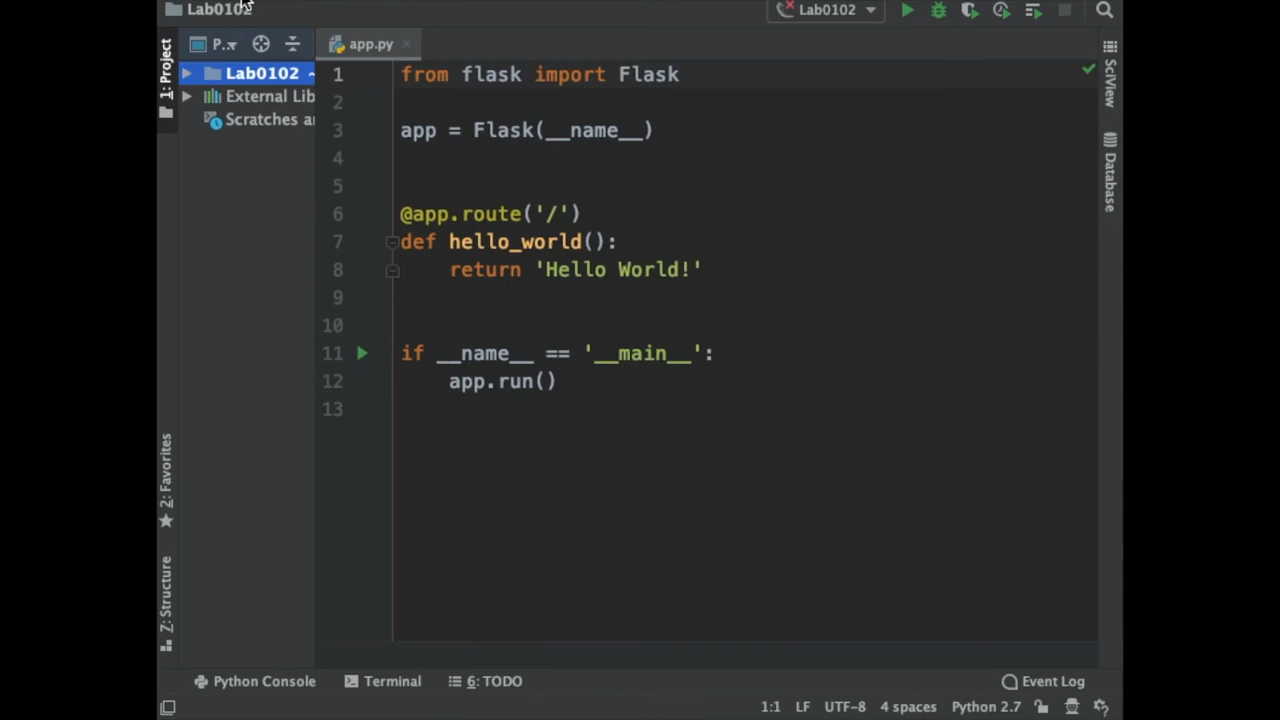 Lab0102
Lab0102
1: Project
P..
app.py
Lab0102 ~
External Lib
Scratches a
1 from flask import Flask
2
3 app = Flask(__name__)
4
5
6 @app.route('/')
7 def hello_world():
8 return 'Hello World!'
9
10
11 if __name__ == '__main__':
12 app.run()
13
SciView
Database
2: Favorites
Z: Structure
Python Console
Terminal
6: TODO
Event Log
1:1 LF UTF-8 4 spaces Python 2.7